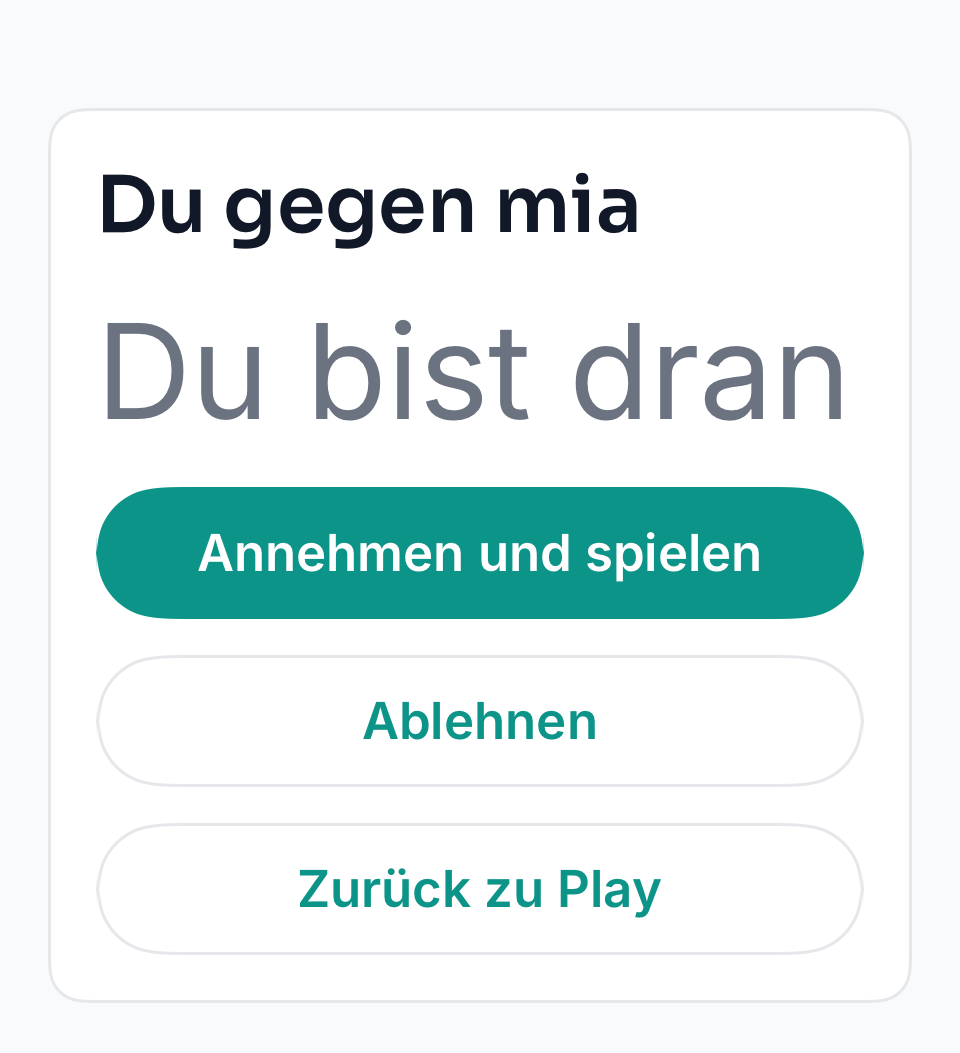 Du gegen mia
Du bist dran
Annehmen und spielen
Ablehnen
Zurück zu Play